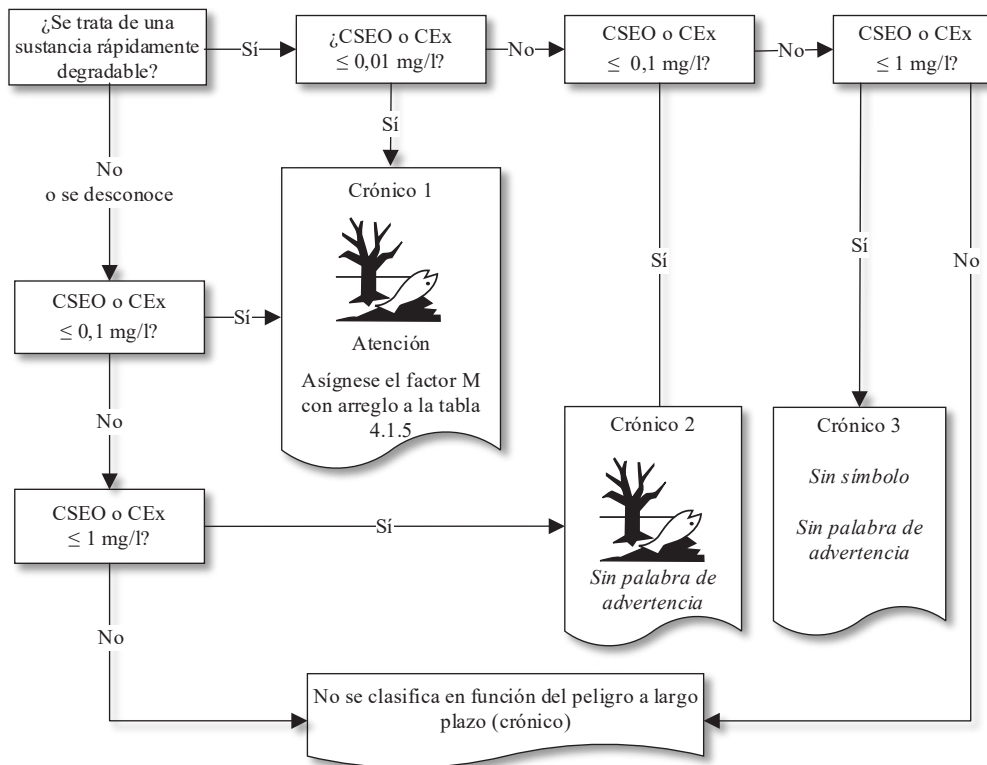 ¿Se trata de una
sustancia rápidamente
degradable?
Sí
¿CSEO o CEx
≤ 0,01 mg/l?
No
CSEO o CEx
≤ 0,1 mg/l?
No
CSEO o CEx
≤ 1 mg/l?
Sí
No
o se desconoce
Crónico 1
Atención
Asígnese el factor M
con arreglo a la tabla
4.1.5
Sí
Sí
No
CSEO o CEx
≤ 0,1 mg/l?
Sí
No
Crónico 2
Sin palabra de
advertencia
Crónico 3
Sin símbolo
Sin palabra de
advertencia
CSEO o CEx
≤ 1 mg/l?
Sí
No
No se clasifica en función del peligro a largo
plazo (crónico)